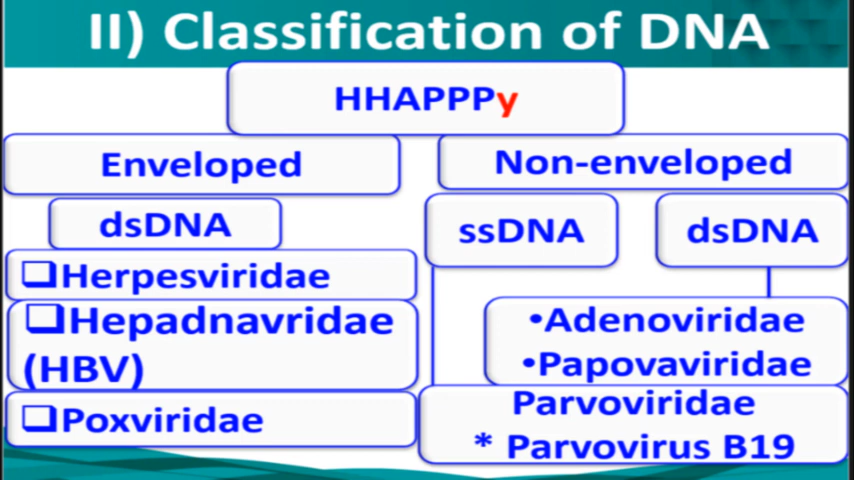 II) Classification of DNA
HHAPPPy
Enveloped
Non-enveloped
dsDNA
ssDNA
dsDNA
❑Herpesviridae
❑Hepadnavridae
(HBV)
❑Poxviridae
•Adenoviridae
•Papovaviridae
Parvoviridae
* Parvovirus B19